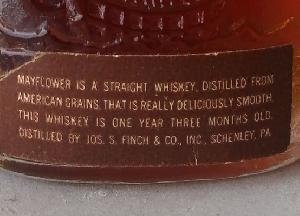 MAYFLOWER IS A STRAIGHT WHISKEY, DISTILLED FROM
AMERICAN GRAINS, THAT IS REALLY DELICIOUSLY SMOOTH.
THIS WHISKEY IS ONE YEAR THREE MONTHS OLD.
DISTILLED BY JOS. S. FINCH & CO., INC., SCHENLEY, PA.